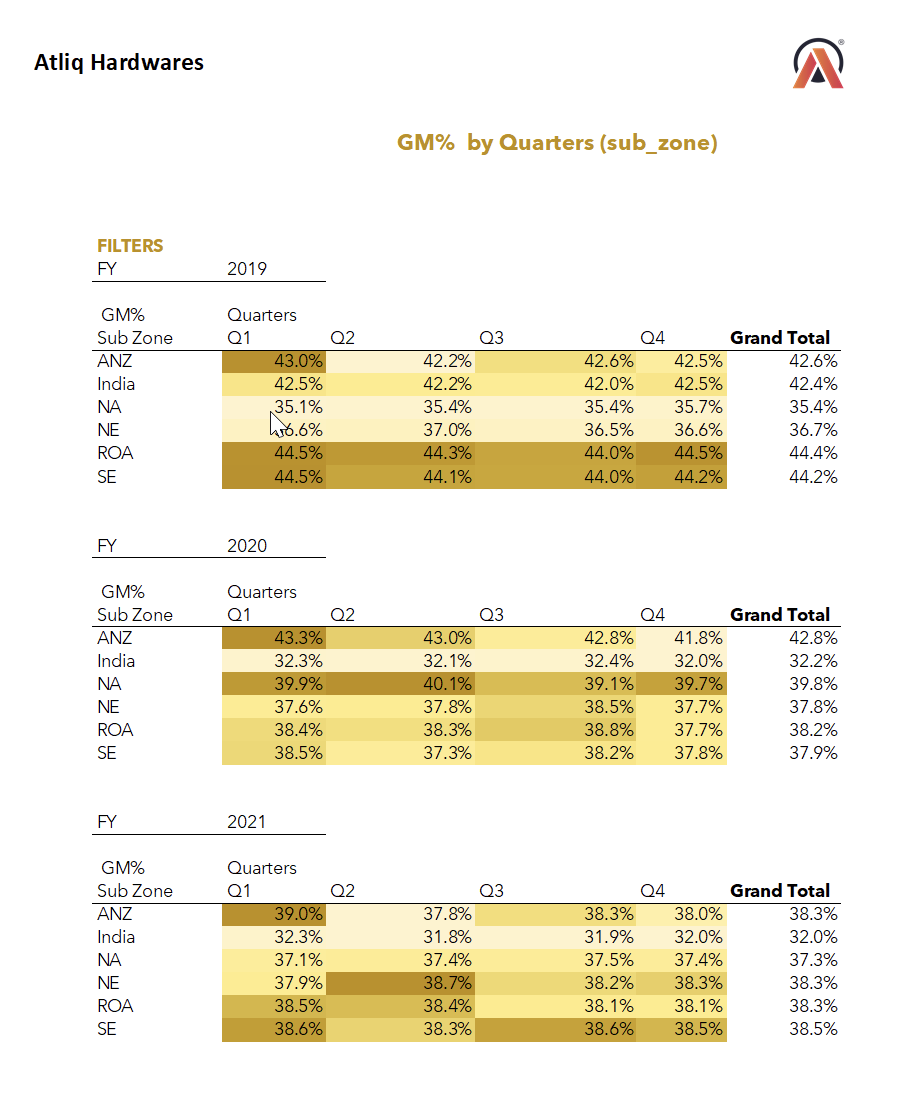 Atliq Hardwares
®
GM% by Quarters (sub_zone)
FILTERS
FY 2019
GM% Quarters
Sub Zone Q1 Q2 Q3 Q4 Grand Total
ANZ 43.0% 42.2% 42.6% 42.5% 42.6%
India 42.5% 42.2% 42.0% 42.5% 42.4%
NA 35.1% 35.4% 35.4% 35.7% 35.4%
NE 37.0% 36.5% 36.6% 36.7%
ROA 44.5% 44.3% 44.0% 44.5% 44.4%
SE 44.5% 44.1% 44.0% 44.2% 44.2%
FY 2020
GM% Quarters
Sub Zone Q1 Q2 Q3 Q4 Grand Total
ANZ 43.3% 43.0% 42.8% 41.8% 42.8%
India 32.3% 32.1% 32.4% 32.0% 32.2%
NA 39.9% 40.1% 39.1% 39.7% 39.8%
NE 37.6% 37.8% 38.5% 37.7% 37.8%
ROA 38.4% 38.3% 38.8% 37.7% 38.2%
SE 38.5% 37.3% 38.2% 37.8% 37.9%
FY 2021
GM% Quarters
Sub Zone Q1 Q2 Q3 Q4 Grand Total
ANZ 39.0% 37.8% 38.3% 38.0% 38.3%
India 32.3% 31.8% 31.9% 32.0% 32.0%
NA 37.1% 37.4% 37.5% 37.4% 37.3%
NE 37.9% 38.7% 38.2% 38.3% 38.3%
ROA 38.5% 38.4% 38.1% 38.1% 38.3%
SE 38.6% 38.3% 38.6% 38.5% 38.5%